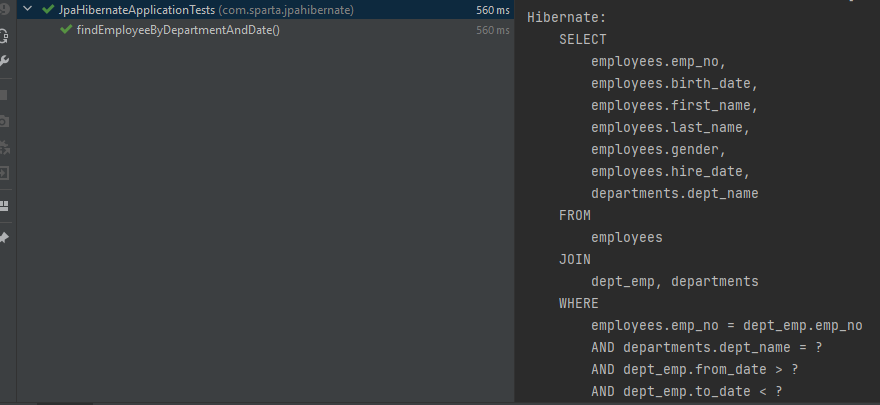 JpaHibernateApplicationTests (com.sparta.jpahibernate) 560 ms
findEmployeeByDepartmentAndDate() 560 ms
Hibernate:
SELECT
employees.emp_no,
employees.birth_date,
employees.first_name,
employees.last_name,
employees.gender,
employees.hire_date,
departments.dept_name
FROM
employees
JOIN
dept_emp, departments
WHERE
employees.emp_no = dept_emp.emp_no
AND departments.dept_name = ?
AND dept_emp.from_date > ?
AND dept_emp.to_date < ?